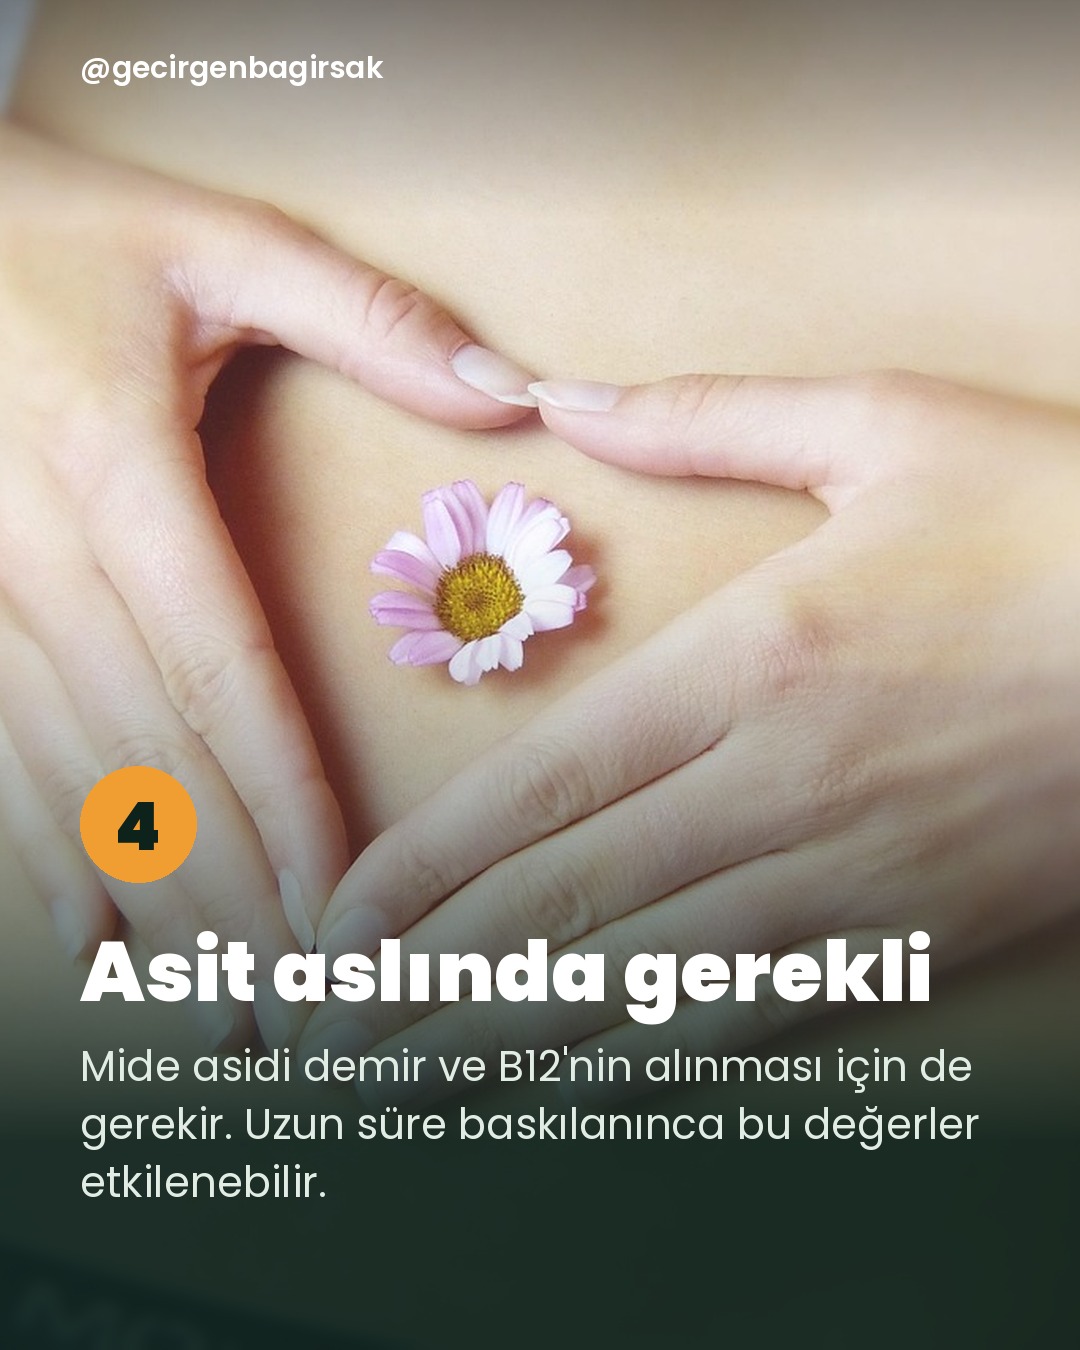 @gecirgenbagirsak
4
Asit aslında gerekli
Mide asidi demir ve B12'nin alınması için de
gerekir. Uzun süre baskılanınca bu değerler
etkilenebilir.